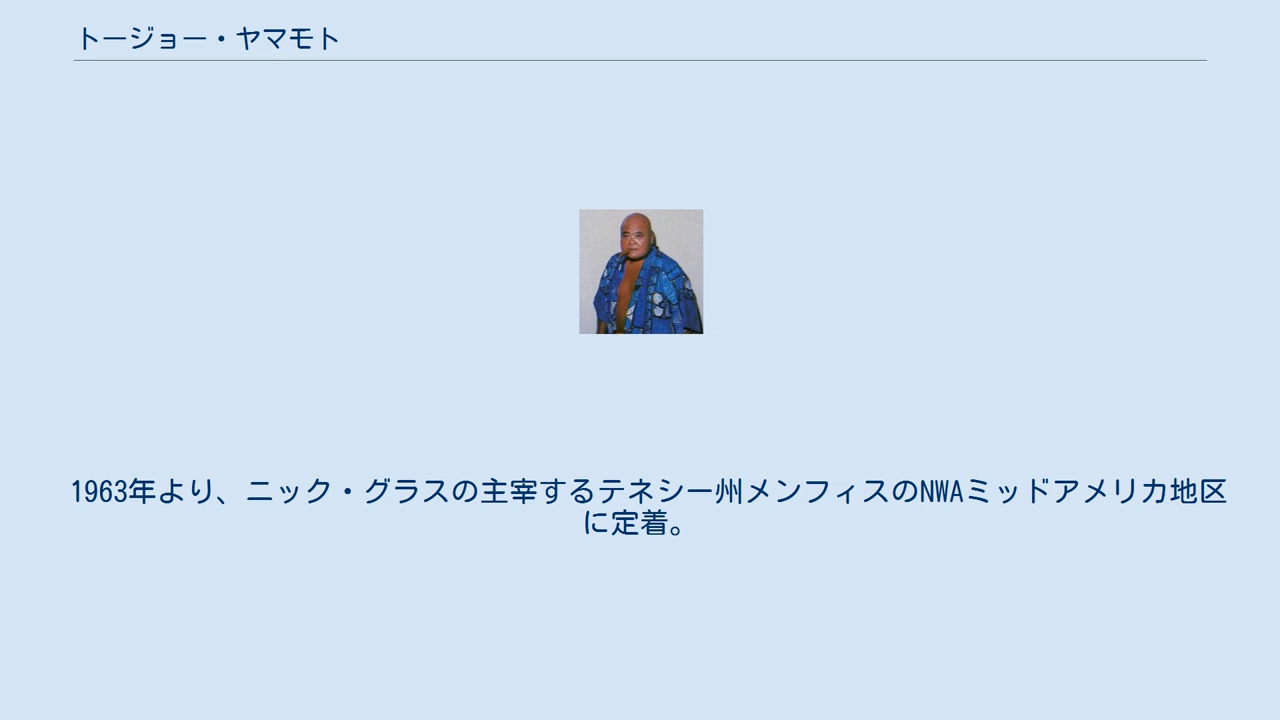 トージョー・ヤマモト
1963年より、ニック・グラスの主宰するテネシー州メンフィスのNWAミッドアメリカ地区
に定着。